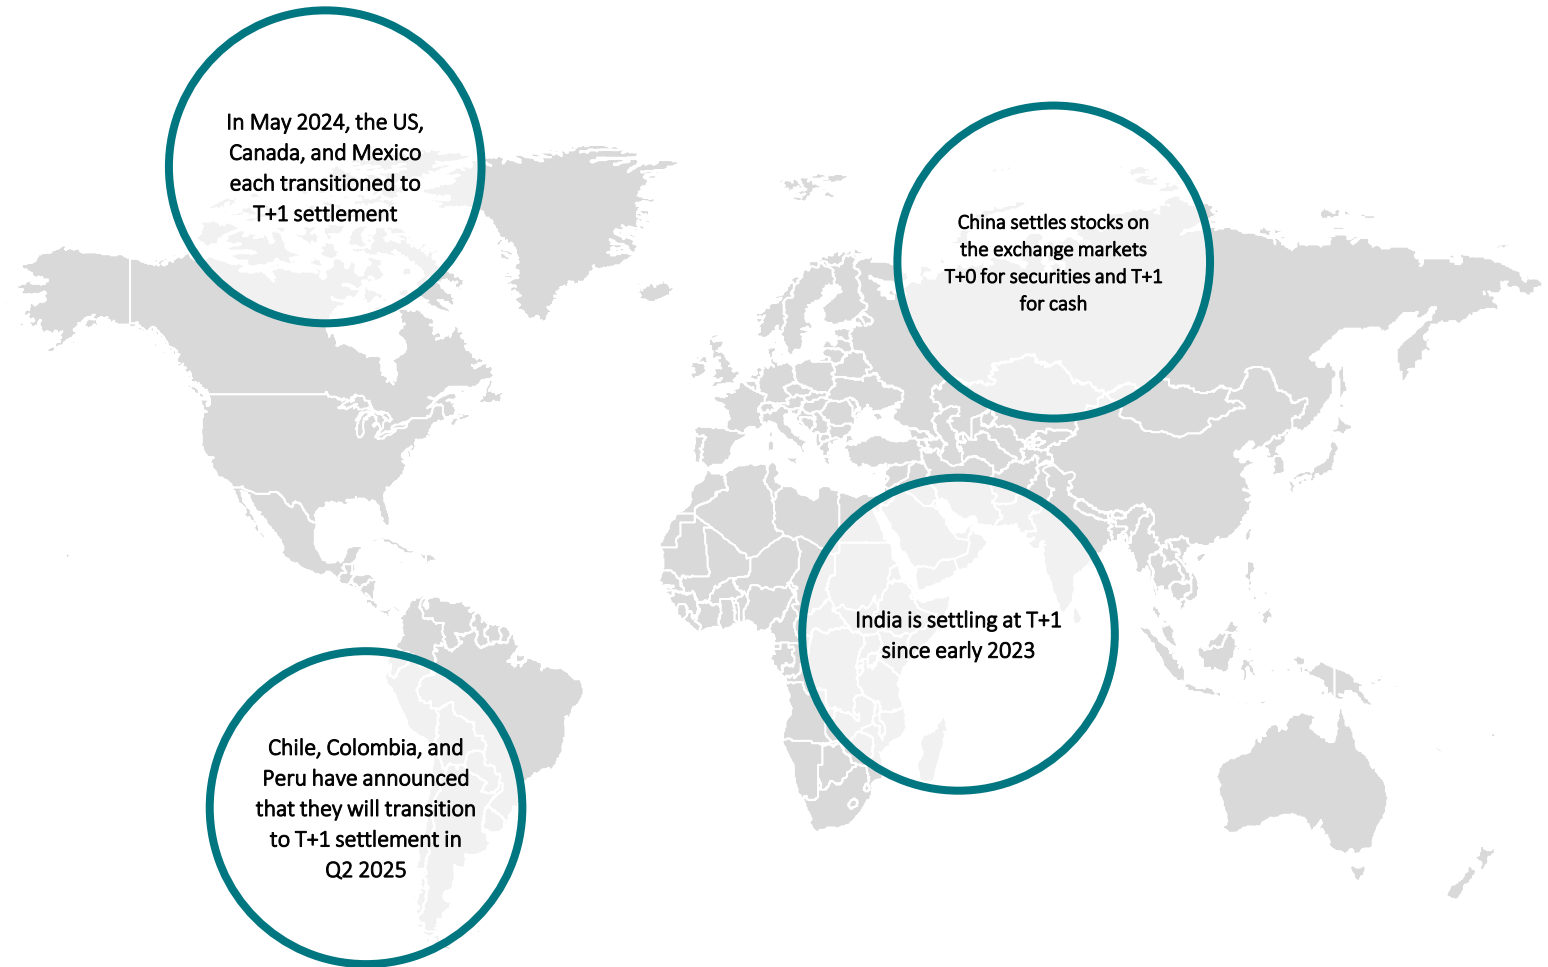 In May 2024, the US,
Canada, and Mexico
each transitioned to
T+1 settlement
China settles stocks on
the exchange markets
T+0 for securities and T+1
for cash
India is settling at T+1
since early 2023
Chile, Colombia, and
Peru have announced
that they will transition
to T+1 settlement in
Q2 2025